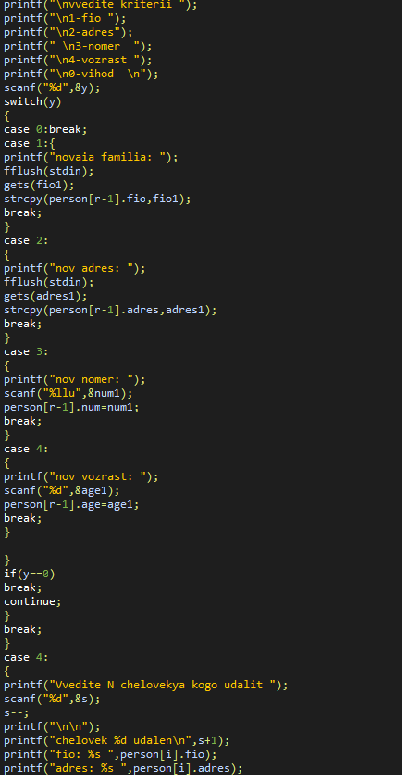 printf("\nvvedite kriterii ");
printf("\n1-fio ");
printf("\n2-adres");
printf(" \n3-nomer  ");
printf("\n4-vozrast ");
printf("\n0-vihod  \n");
scanf("%d",&y);
switch(y)
{
case 0:break;
case 1:{
printf("novaia familia: ");
fflush(stdin);
gets(fio1);
strcpy(person[r-1].fio,fio1);
break;
}
case 2:
{
printf("nov adres: ");
fflush(stdin);
gets(adres1);
strcpy(person[r-1].adres,adres1);
break;
}
case 3:
{
printf("nov nomer: ");
scanf("%llu",&num1);
person[r-1].num=num1;
break;
}
case 4:
{
printf("nov vozrast: ");
scanf("%d",&age1);
person[r-1].age=age1;
break;
}
}
if(y==0)
break;
continue;
}
break;
}
case 4:
{
printf("Vvedite N chelovekya kogo udalit ");
scanf("%d",&s);
s--;
printf("\n\n");
printf("chelovek %d udalen\n",s+1);
printf("fio: %s ",person[i].fio);
printf("adres: %s ",person[i].adres);